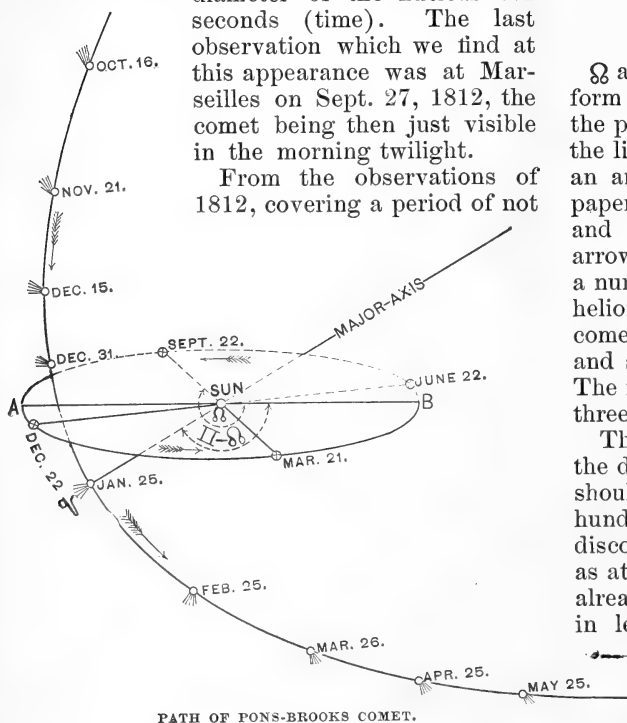 seconds (time). The last
observation which we find at
this appearance was at Mar-
seilles on Sept. 27, 1812, the
comet being then just visible
in the morning twilight.
From the observations of
1812, covering a period of not
OCT. 16.
NOV. 21.
DEC. 15.
DEC. 31.
SEPT. 22.
MAJOR-AXIS
JUNE 22.
SUN
A
B
☊
Π-☊
DEC. 22
MAR. 21.
JAN. 25.
q
FEB. 25.
MAR. 26.
APR. 25.
MAY 25.
PATH OF PONS-BROOKS COMET.
☊ a
form
the p
the li
an ar
paper
and
arrow
a nu
helio
come
and
The
three
Th
the d
shoul
hund
disco
as at
alrea
in le